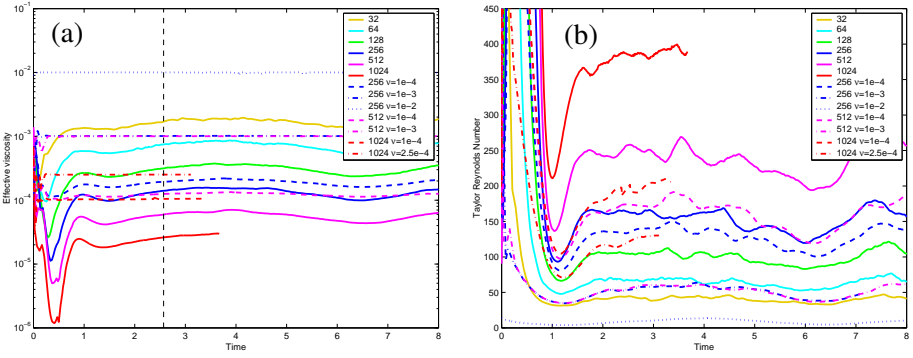 (a)
Effective viscosity
10⁻¹
10⁻²
10⁻³
10⁻⁴
10⁻⁵
10⁻⁶
0 1 2 3 4 5 6 7 8
Time
32
64
128
256
512
1024
256 ν=1e−4
256 ν=1e−3
256 ν=1e−2
512 ν=1e−4
512 ν=1e−3
1024 ν=1e−4
1024 ν=2.5e−4
(b)
Taylor Reynolds Number
450
400
350
300
250
200
150
100
50
0
0 1 2 3 4 5 6 7 8
Time
32
64
128
256
512
1024
256 ν=1e−4
256 ν=1e−3
256 ν=1e−2
512 ν=1e−4
512 ν=1e−3
1024 ν=1e−4
1024 ν=2.5e−4